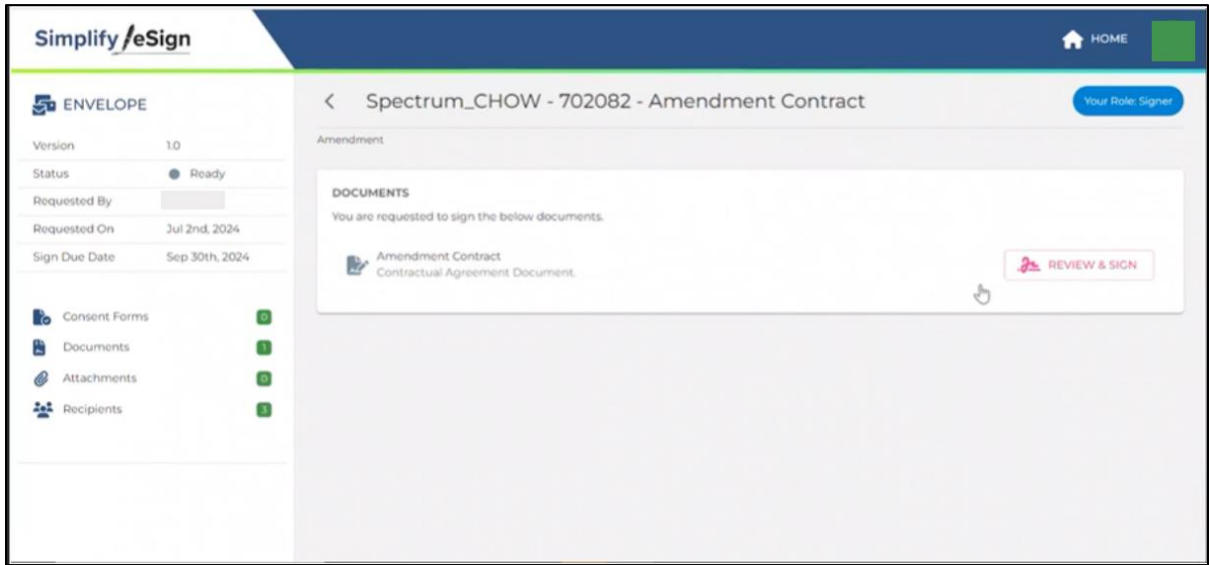 Simplify/eSign
HOME
ENVELOPE
Version 1.0
Status Ready
Requested By
Requested On Jul 2nd, 2024
Sign Due Date Sep 30th, 2024
Consent Forms 0
Documents 1
Attachments 0
Recipients 3
Spectrum_CHOW - 702082 - Amendment Contract
Your Role: Signer
Amendment
DOCUMENTS
You are requested to sign the below documents.
Amendment Contract
Contractual Agreement Document.
REVIEW & SIGN